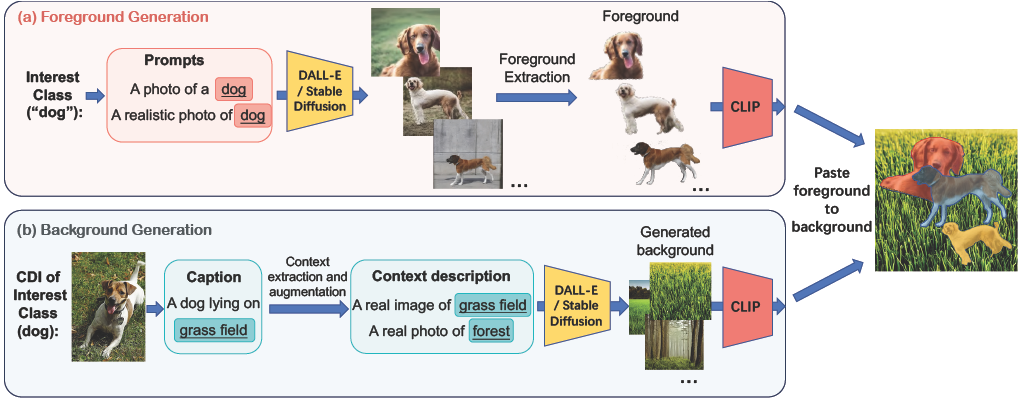 (a) Foreground Generation
Interest
Class
("dog"):
Prompts
A photo of a dog
A realistic photo of dog
DALL-E
/ Stable
Diffusion
...
Foreground
Extraction
Foreground
...
CLIP
Paste
foreground
to
background
(b) Background Generation
CDI of
Interest
Class
(dog):
Caption
A dog lying on
grass field
Context
extraction and
augmentation
Context description
A real image of grass field
A real photo of forest
DALL-E
/ Stable
Diffusion
Generated
background
...
CLIP